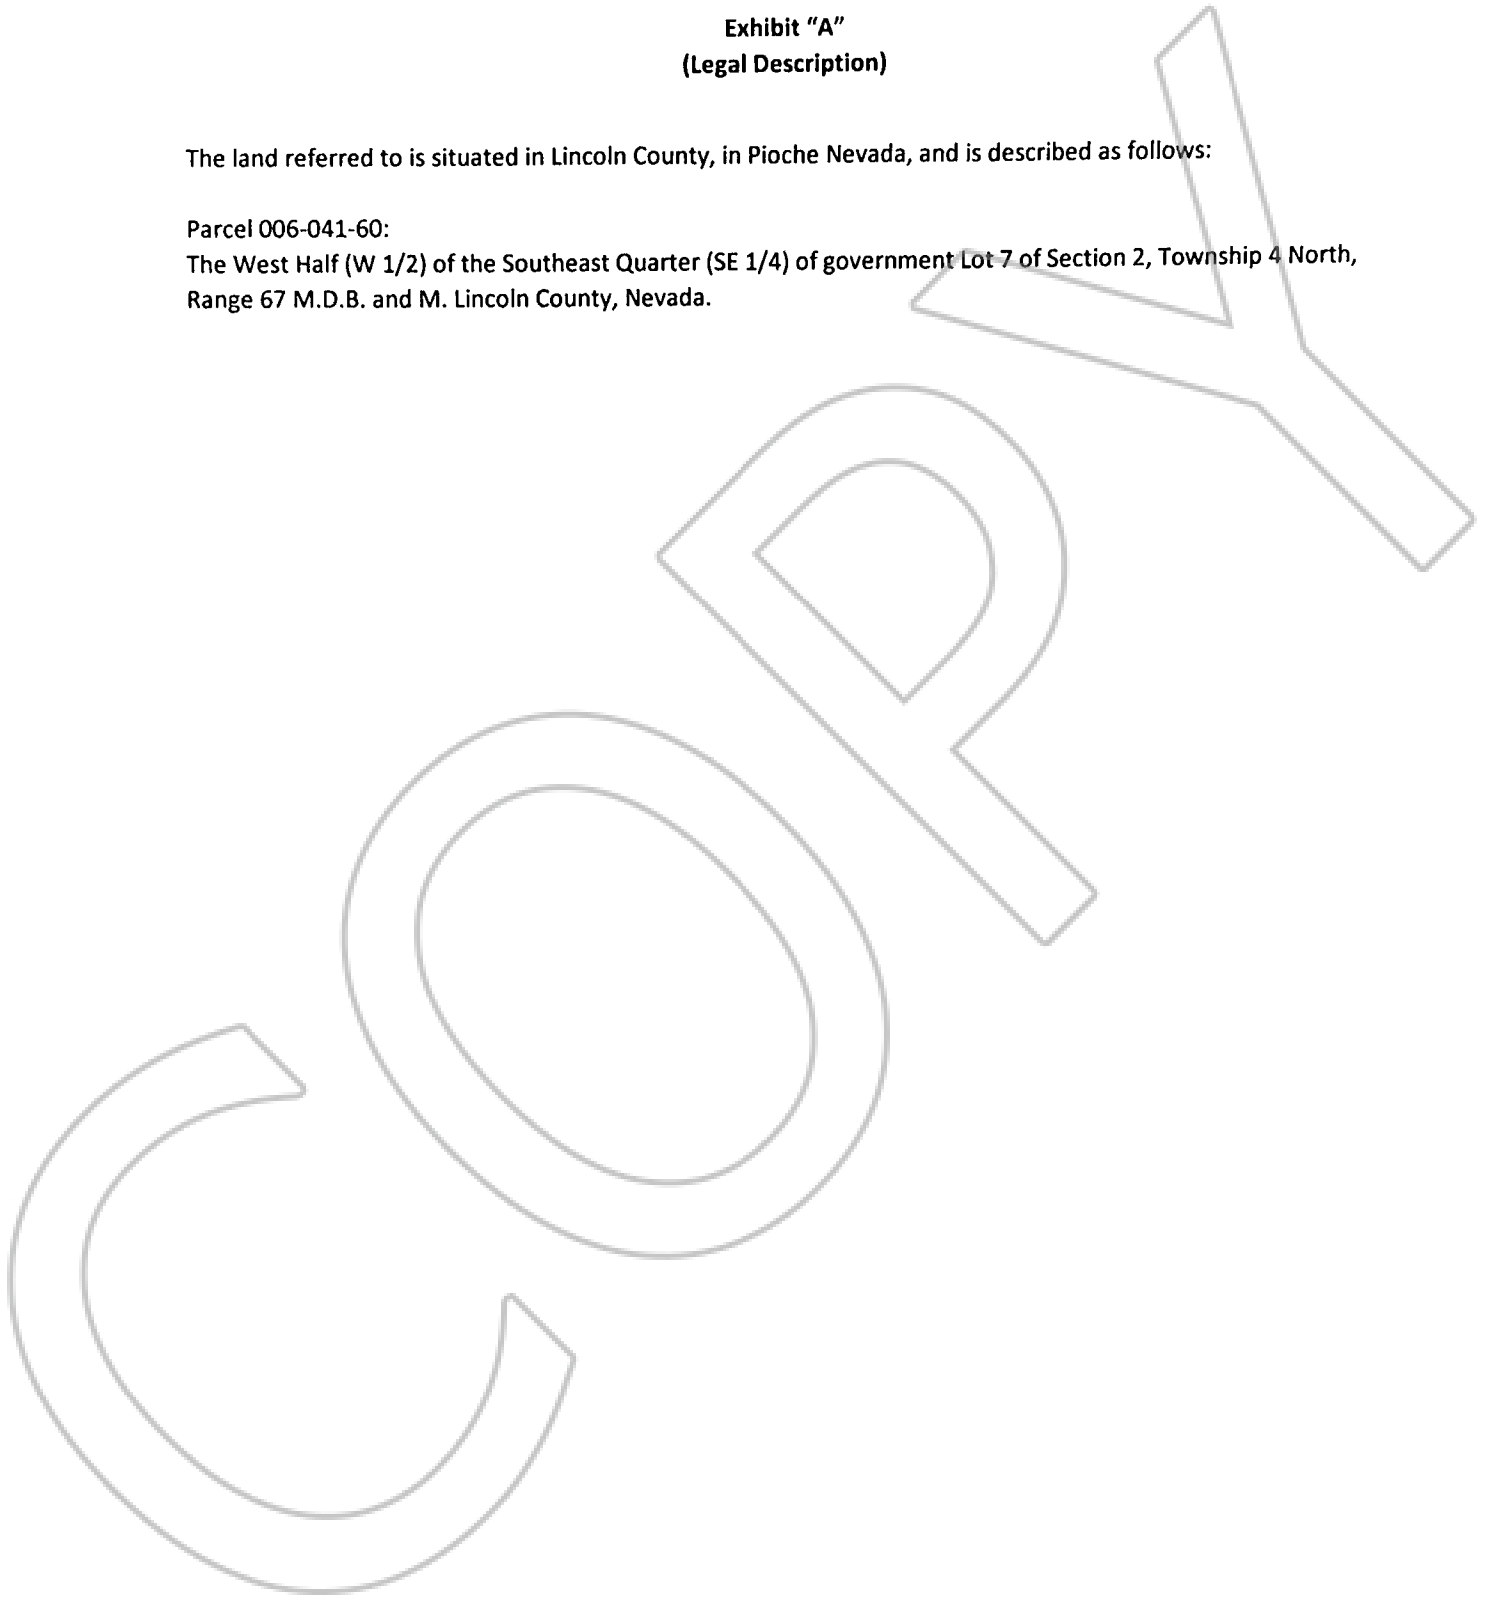 Exhibit “A”
(Legal Description)
The land referred to is situated in Lincoln County, in Pioche Nevada, and is described as follows:
Parcel 006-041-60:
The West Half (W 1/2) of the Southeast Quarter (SE 1/4) of government Lot 7 of Section 2, Township 4 North,
Range 67 M.D.B. and M. Lincoln County, Nevada.
COPY